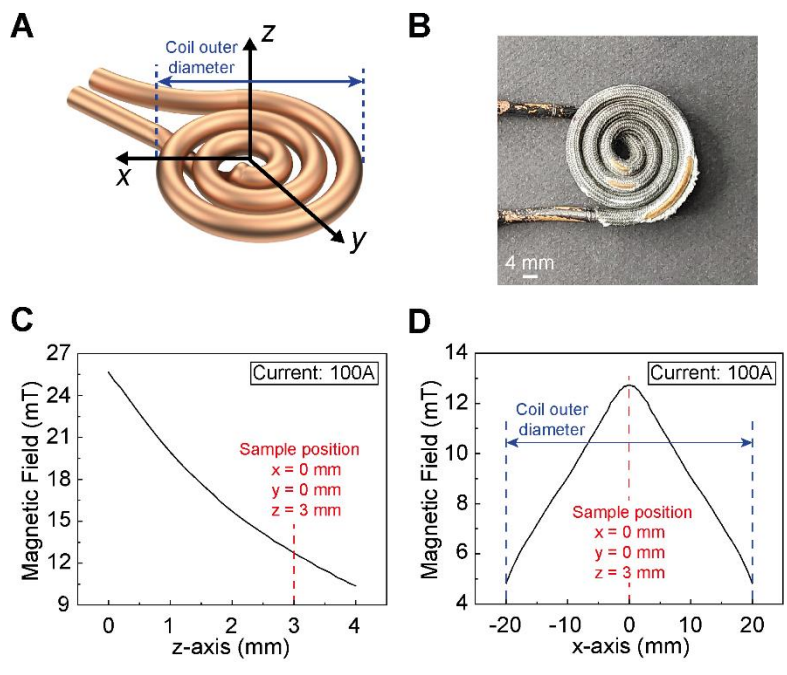 A
z
Coil outer
diameter
x
y
B
4 mm
C
27
24
21
18
15
12
9
Magnetic Field (mT)
Current: 100A
Sample position
x = 0 mm
y = 0 mm
z = 3 mm
0
1
2
3
4
z-axis (mm)
D
14
12
10
8
6
4
Magnetic Field (mT)
Current: 100A
Coil outer
diameter
Sample position
x = 0 mm
y = 0 mm
z = 3 mm
-20
-10
0
10
20
x-axis (mm)